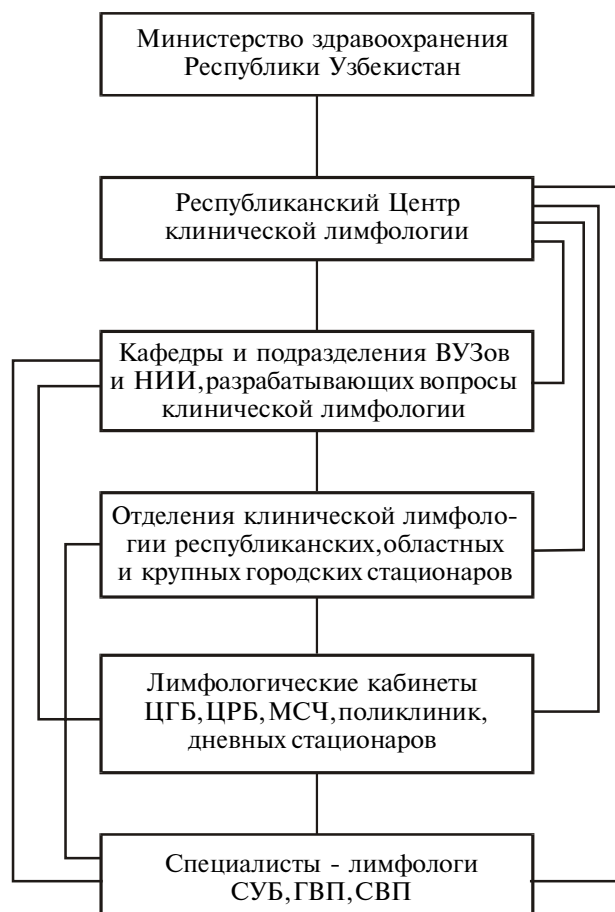 Министерство здравоохранения
Республики Узбекистан
Республиканский Центр
клинической лимфологии
Кафедры и подразделения ВУЗов
и НИИ, разрабатывающих вопросы
клинической лимфологии
Отделения клинической лимфоло-
гии республиканских, областных
и крупных городских стационаров
Лимфологические кабинеты
ЦГБ, ЦРБ, МСЧ, поликлиник,
дневных стационаров
Специалисты - лимфологи
СУБ, ГВП, СВП